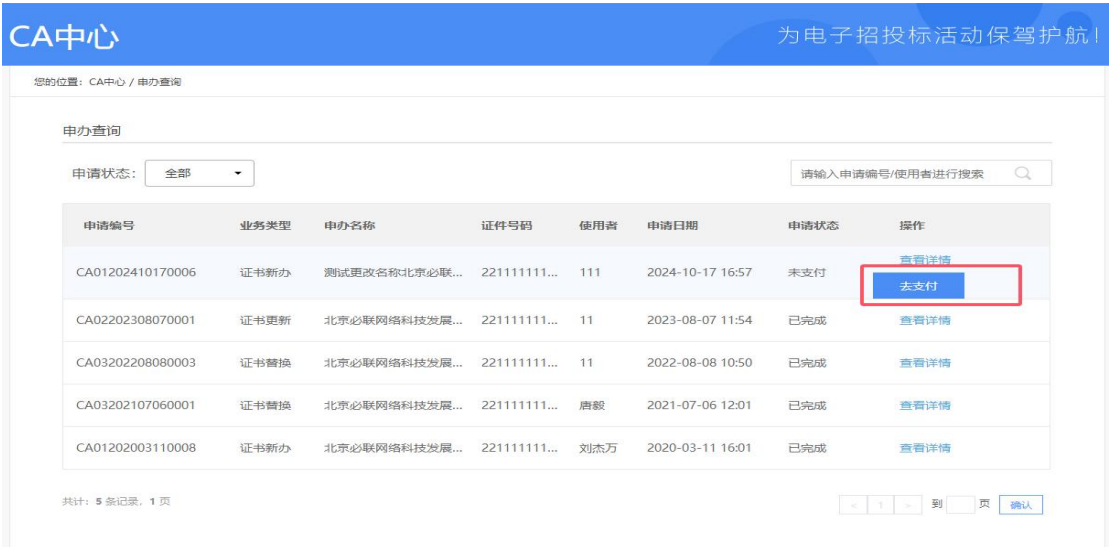 CA中心
为电子招投标活动保驾护航!
您的位置：CA中心 / 申办查询
申办查询
申请状态： 全部
请输入申请编号/使用者进行搜索
申请编号 业务类型 申办名称 证件号码 使用者 申请日期 申请状态 操作
CA01202410170006 证书新办 测试更改名称北京必联... 221111111... 111 2024-10-17 16:57 未支付 查看详情
去支付
CA02202308070001 证书更新 北京必联网络科技发展... 221111111... 11 2023-08-07 11:54 已完成 查看详情
CA03202208080003 证书替换 北京必联网络科技发展... 221111111... 11 2022-08-08 10:50 已完成 查看详情
CA03202107060001 证书替换 北京必联网络科技发展... 221111111... 唐毅 2021-07-06 12:01 已完成 查看详情
CA01202003110008 证书新办 北京必联网络科技发展... 221111111... 刘杰万 2020-03-11 16:01 已完成 查看详情
共计：5 条记录，1 页
< 1 > 到 页 确认